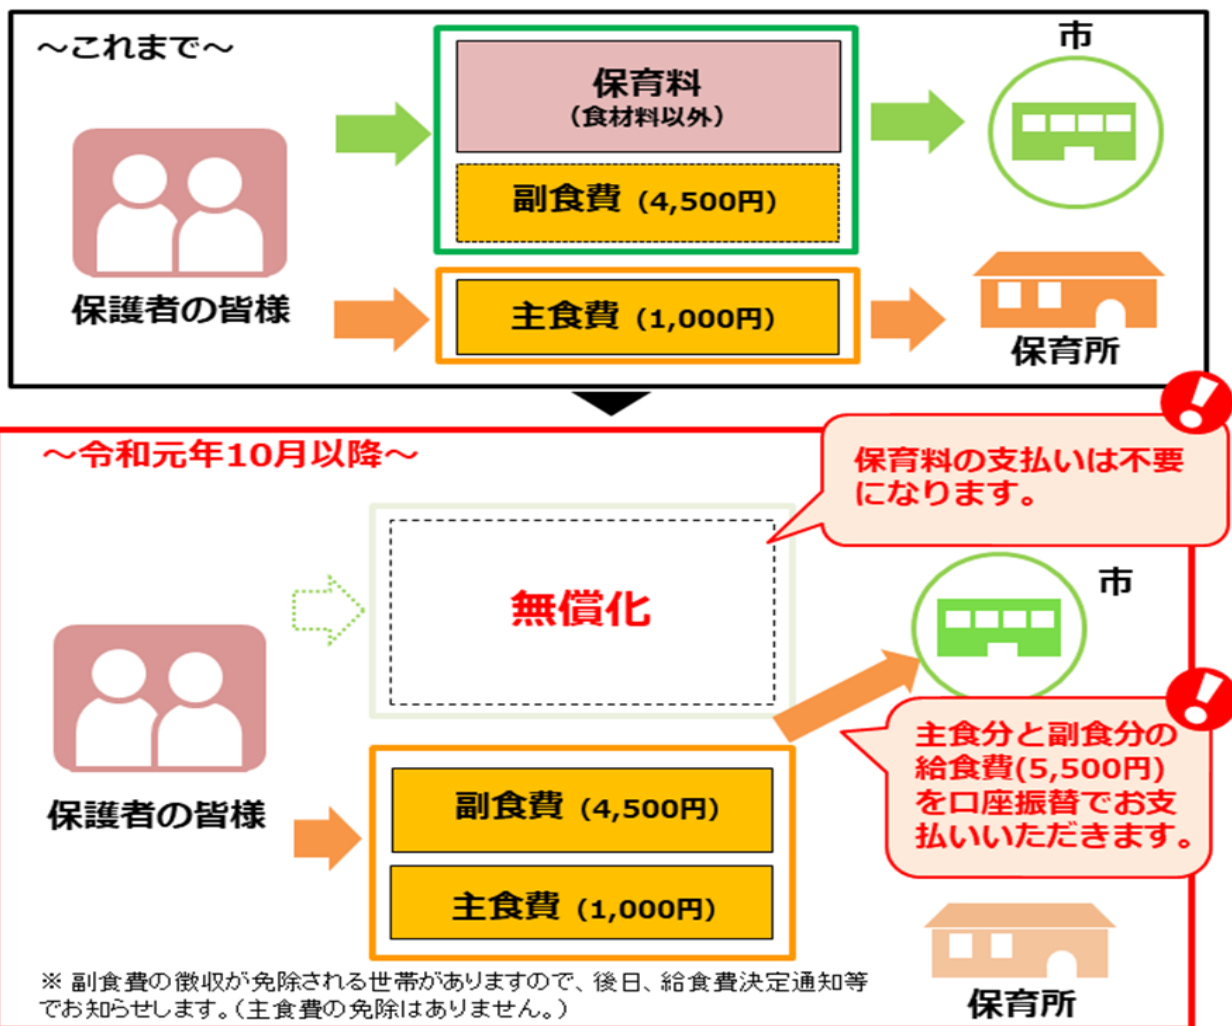 ～これまで～
市
保育料
（食材料以外）
副食費（4,500円）
保護者の皆様
主食費（1,000円）
保育所
～令和元年10月以降～
保育料の支払いは不要
になります。
無償化
市
主食分と副食分の
給食費(5,500円)
を口座振替でお支
払いいただきます。
保護者の皆様
副食費（4,500円）
主食費（1,000円）
※ 副食費の徴収が免除される世帯がありますので、後日、給食費決定通知等
でお知らせします。（主食費の免除はありません。）
保育所